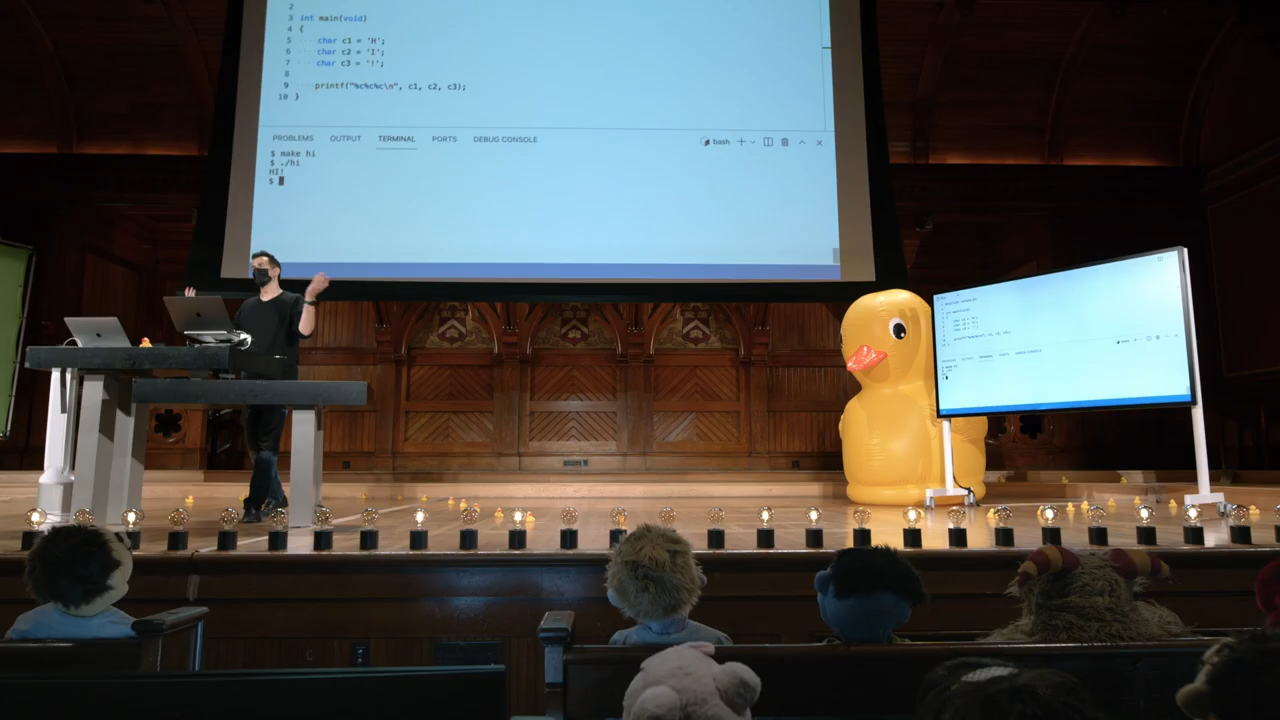 2
3 int main(void)
4 {
5 ····char c1 = 'H';
6 ····char c2 = 'I';
7 ····char c3 = '!';
8
9 ····printf("%c%c%c\n", c1, c2, c3);
10 }
PROBLEMS OUTPUT TERMINAL PORTS DEBUG CONSOLE bash
$ make hi
$ ./hi
HI!
$